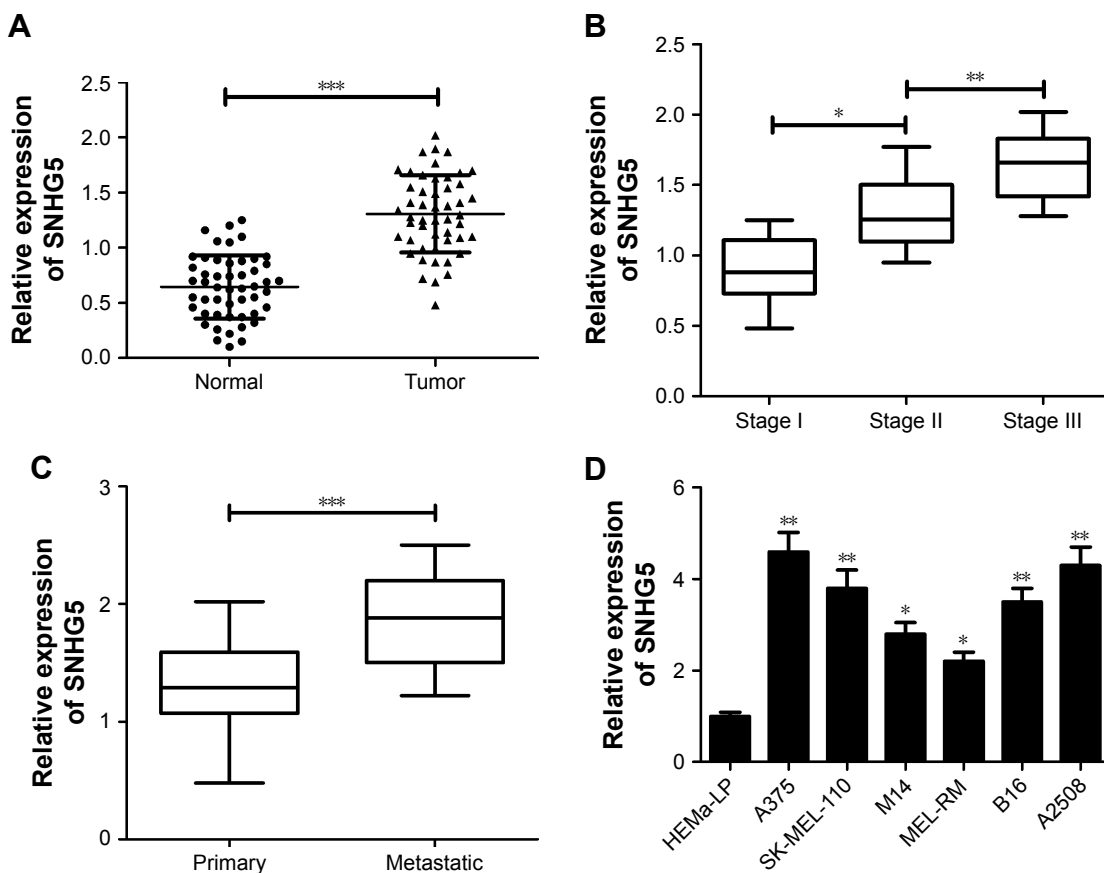 A
Relative expression
of SNHG5
2.5
2.0
1.5
1.0
0.5
0.0
***
Normal
Tumor
B
Relative expression
of SNHG5
2.5
2.0
1.5
1.0
0.5
0.0
*
**
Stage I
Stage II
Stage III
C
Relative expression
of SNHG5
3
2
1
0
***
Primary
Metastatic
D
Relative expression
of SNHG5
6
4
2
0
**
**
*
*
**
**
HEMa-LP
A375
SK-MEL-110
M14
MEL-RM
B16
A2508